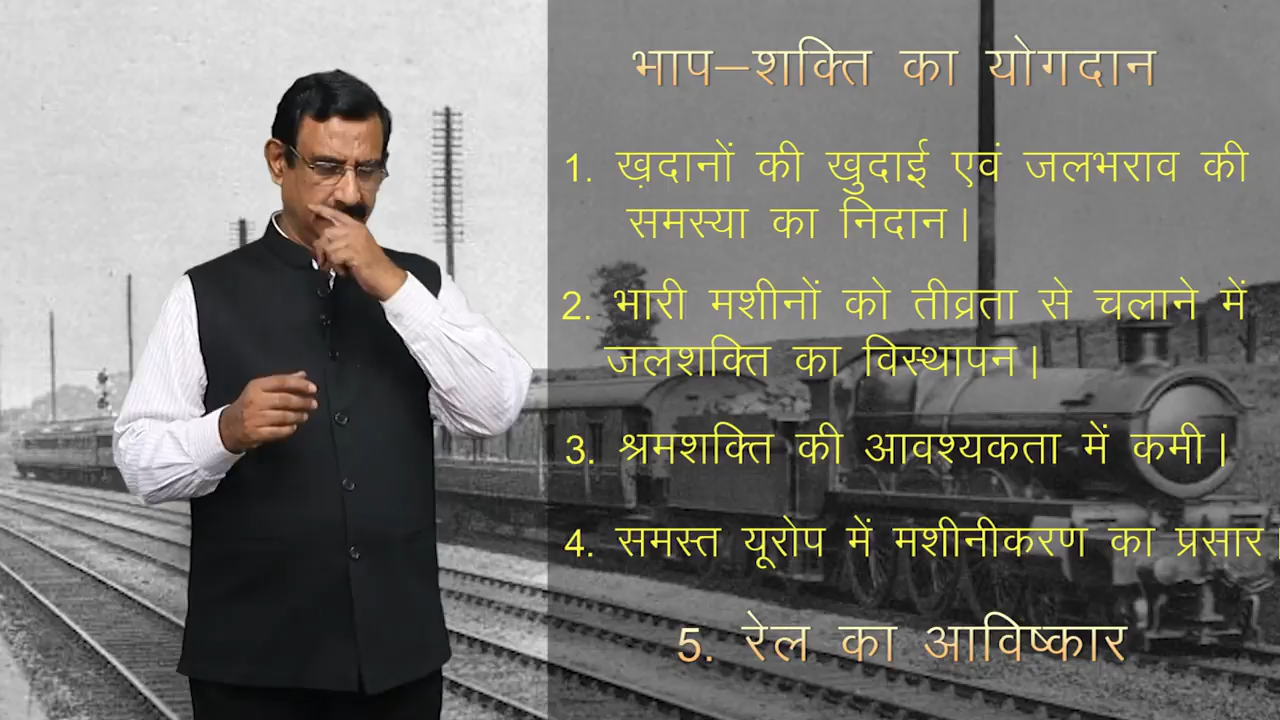 भाप–शक्ति का योगदान
1. ख़दानों की खुदाई एवं जलभराव की
समस्या का निदान।
2. भारी मशीनों को तीव्रता से चलाने में
जलशक्ति का विस्थापन।
3. श्रमशक्ति की आवश्यकता में कमी।
4. समस्त यूरोप में मशीनीकरण का प्रसार।
5. रेल का आविष्कार